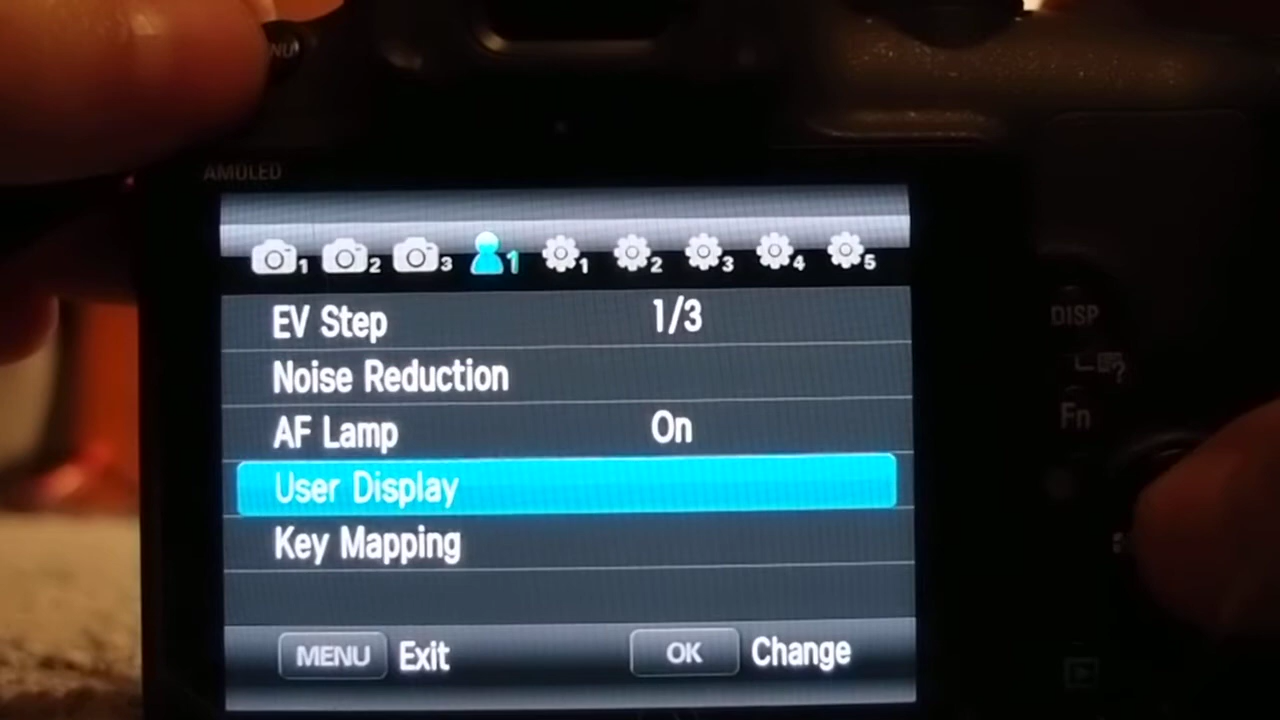 NU
AMOLED
1 2 3 1 1 2 3 4 5
EV Step 1/3
Noise Reduction
AF Lamp On
User Display
Key Mapping
MENU Exit OK Change
DISP
?
Fn